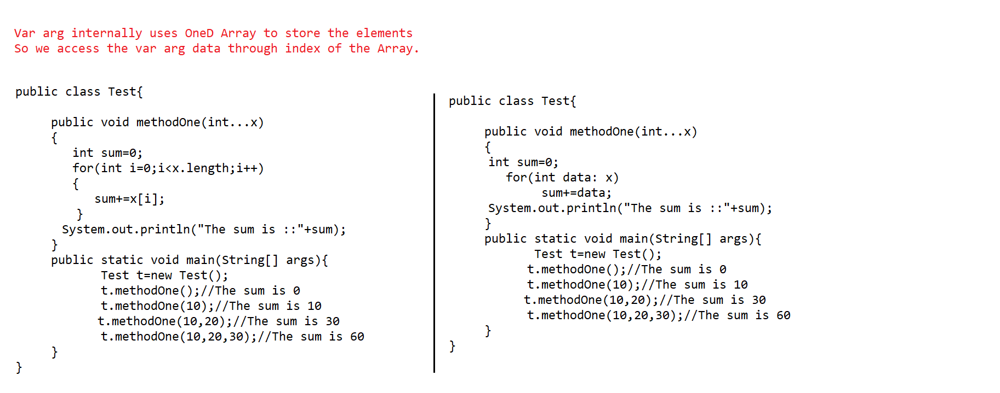 Var arg internally uses OneD Array to store the elements
So we access the var arg data through index of the Array.
public class Test{
public void methodOne(int...x)
{
int sum=0;
for(int i=0;i<x.length;i++)
{
sum+=x[i];
}
System.out.println("The sum is ::"+sum);
}
public static void main(String[] args){
Test t=new Test();
t.methodOne();//The sum is 0
t.methodOne(10);//The sum is 10
t.methodOne(10,20);//The sum is 30
t.methodOne(10,20,30);//The sum is 60
}
}
public class Test{
public void methodOne(int...x)
{
int sum=0;
for(int data: x)
sum+=data;
System.out.println("The sum is ::"+sum);
}
public static void main(String[] args){
Test t=new Test();
t.methodOne();//The sum is 0
t.methodOne(10);//The sum is 10
t.methodOne(10,20);//The sum is 30
t.methodOne(10,20,30);//The sum is 60
}
}